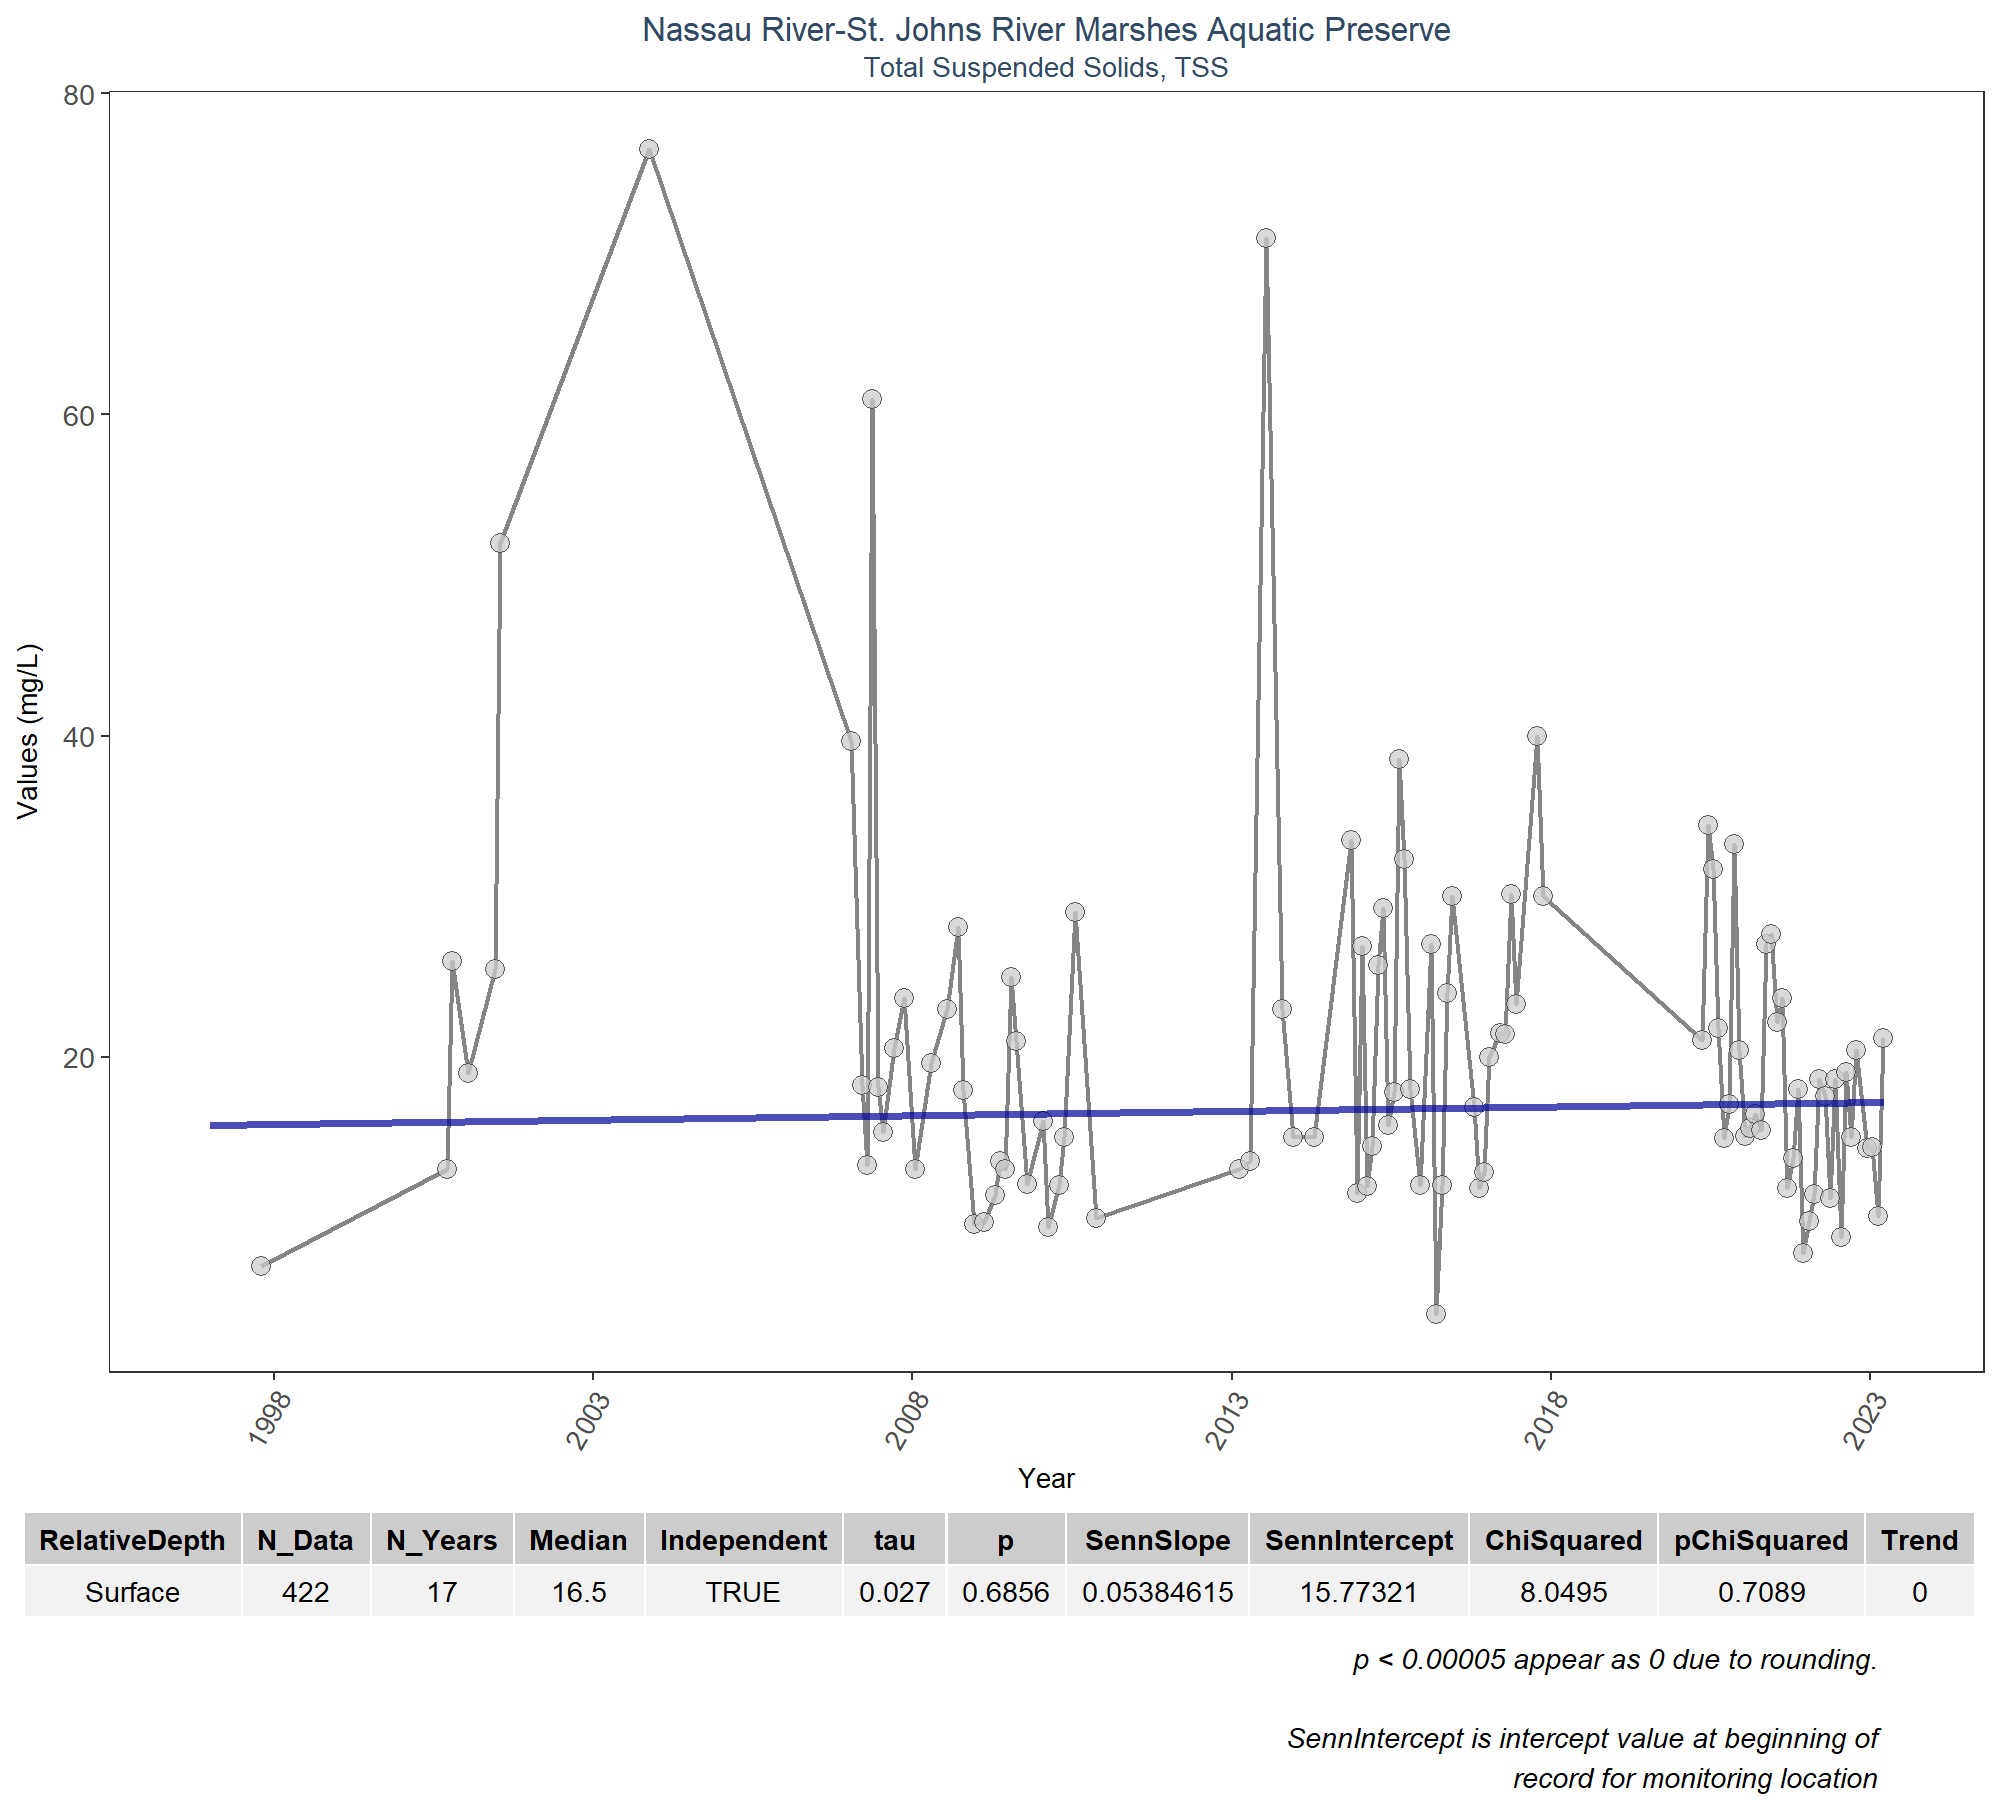 Nassau River-St. Johns River Marshes Aquatic Preserve
Total Suspended Solids, TSS
80
60
40
20
Values (mg/L)
1998 2003 2008 2013 2018 2023
Year
RelativeDepth N_Data N_Years Median Independent tau p SennSlope SennIntercept ChiSquared pChiSquared Trend
Surface 422 17 16.5 TRUE 0.027 0.6856 0.05384615 15.77321 8.0495 0.7089 0
p < 0.00005 appear as 0 due to rounding.
SennIntercept is intercept value at beginning of
record for monitoring location